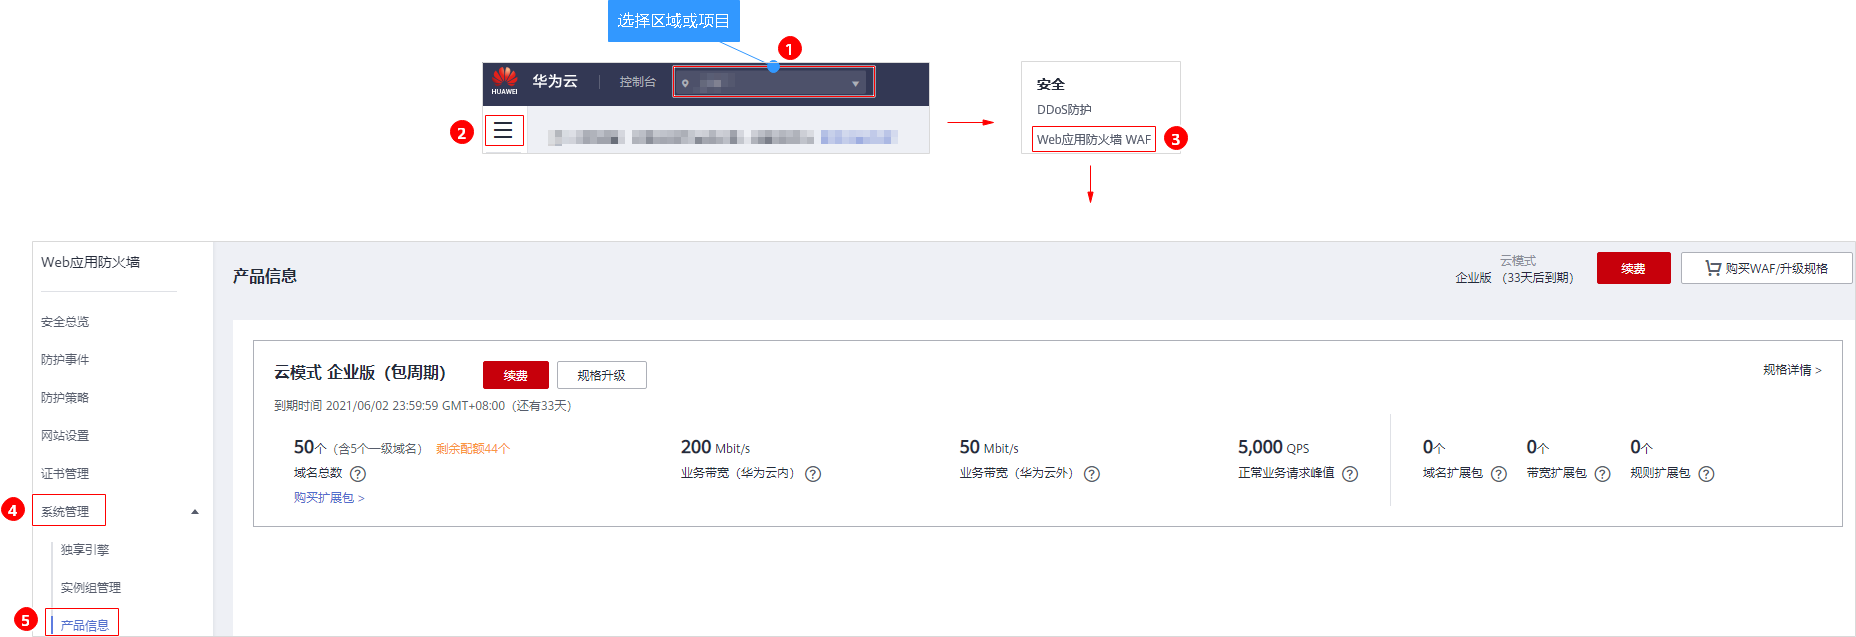 选择区域或项目
1
HUAWEI
华为云
控制台
2
安全
DDoS防护
Web应用防火墙 WAF
3
Web应用防火墙
安全总览
防护事件
防护策略
网站设置
证书管理
4
系统管理
独享引擎
实例组管理
5
产品信息
产品信息
云模式
企业版 （33天后到期）
续费
购买WAF/升级规格
云模式 企业版（包周期）
续费
规格升级
规格详情 >
到期时间 2021/06/02 23:59:59 GMT+08:00（还有33天）
50个（含5个一级域名） 剩余配额44个
域名总数 ?
购买扩展包 >
200 Mbit/s
业务带宽（华为云内） ?
50 Mbit/s
业务带宽（华为云外） ?
5,000 QPS
正常业务请求峰值 ?
0个
域名扩展包 ?
0个
带宽扩展包 ?
0个
规则扩展包 ?